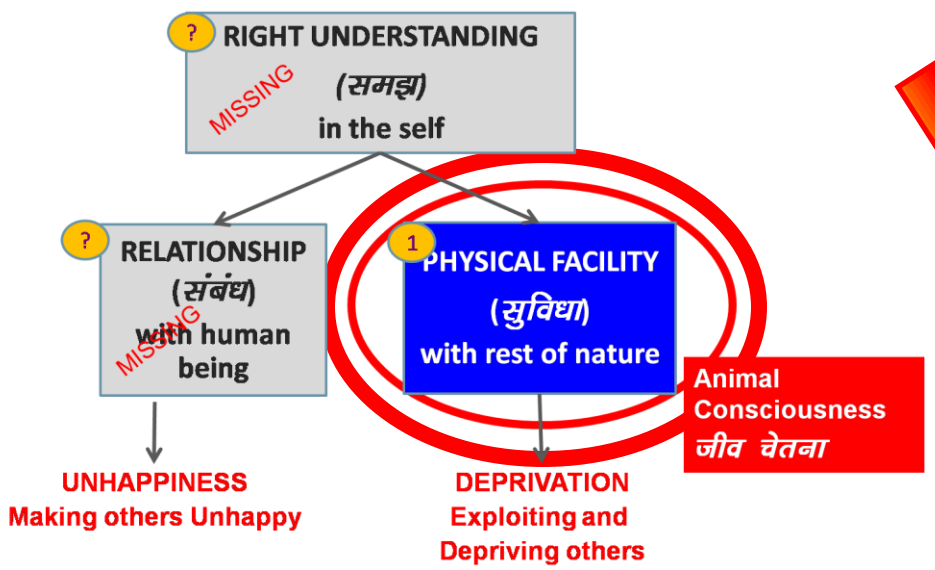 ?
RIGHT UNDERSTANDING
MISSING
(समझ)
in the self
?
RELATIONSHIP
(संबंध)
MISSING
with human
being
1
PHYSICAL FACILITY
(सुविधा)
with rest of nature
Animal
Consciousness
जीव चेतना
UNHAPPINESS
Making others Unhappy
DEPRIVATION
Exploiting and
Depriving others